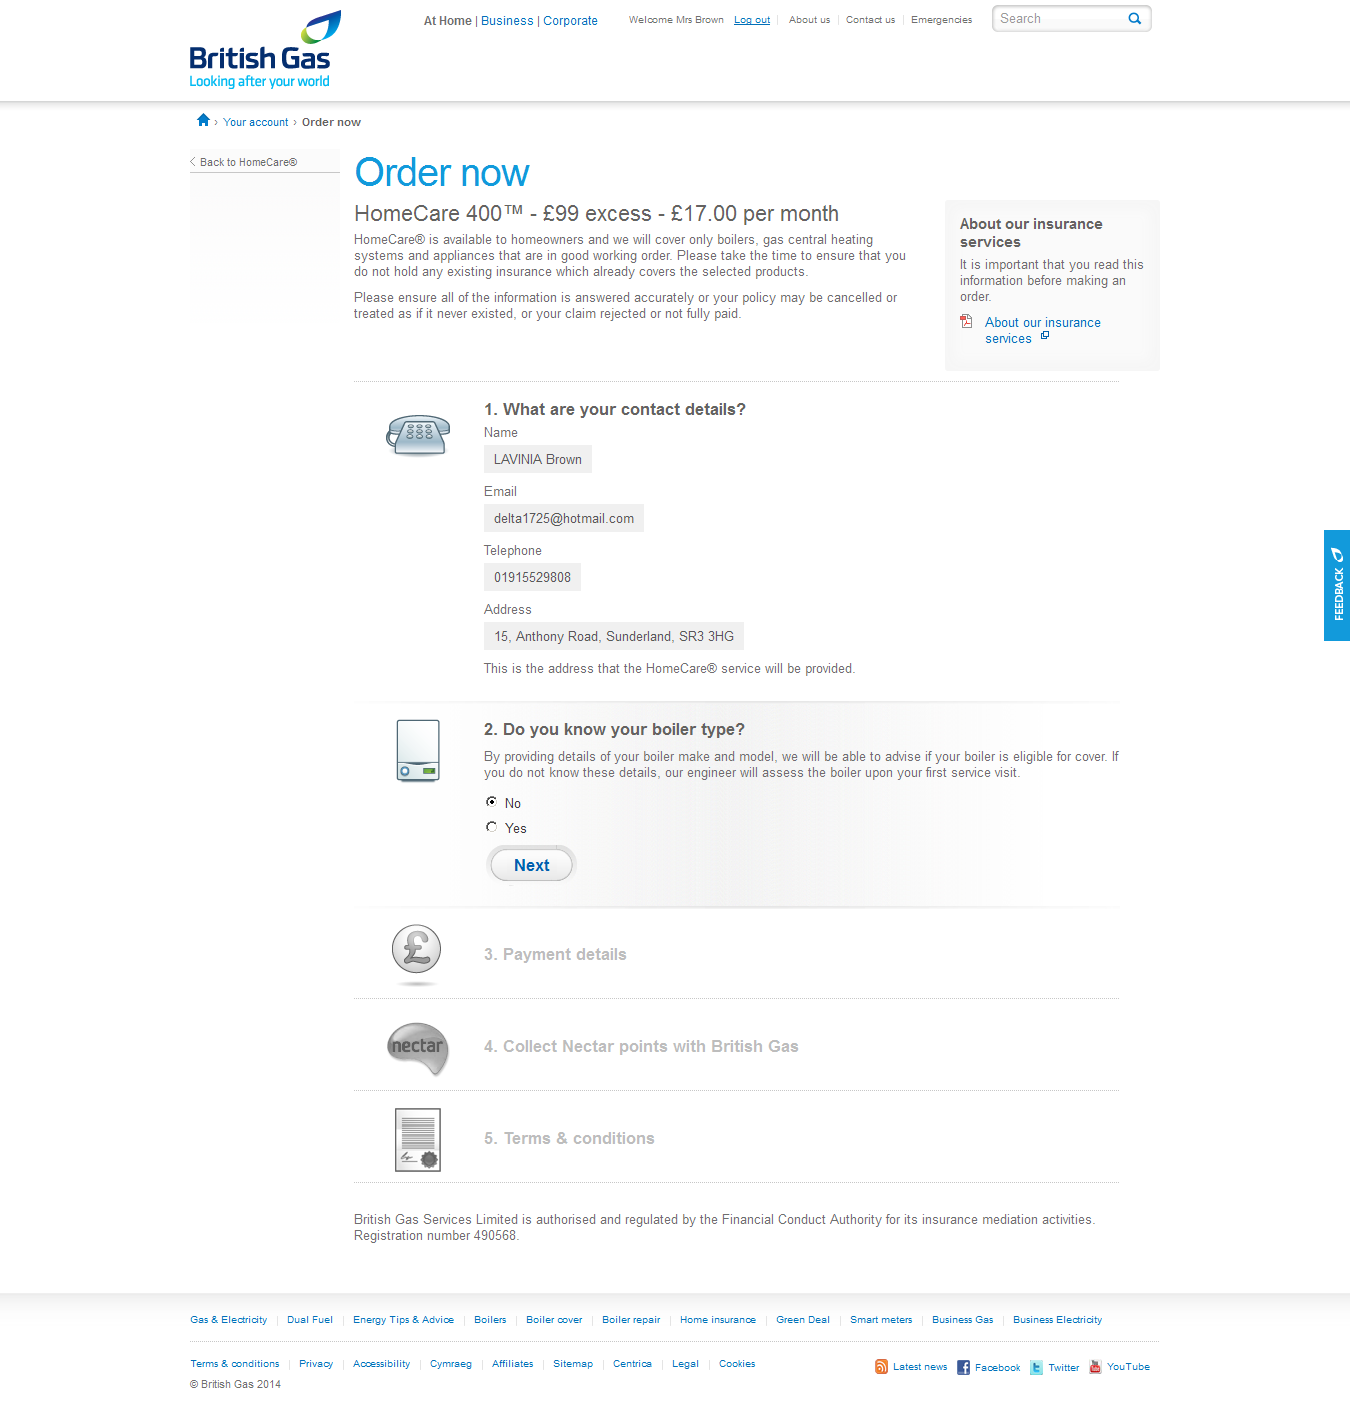 British Gas
Looking after your world
At Home | Business | Corporate
Welcome Mrs Brown Log out About us Contact us Emergencies
Search
› Your account › Order now
Back to HomeCare®
Order now
HomeCare 400™ - £99 excess - £17.00 per month
HomeCare® is available to homeowners and we will cover only boilers, gas central heating
systems and appliances that are in good working order. Please take the time to ensure that you
do not hold any existing insurance which already covers the selected products.
Please ensure all of the information is answered accurately or your policy may be cancelled or
treated as if it never existed, or your claim rejected or not fully paid.
About our insurance
services
It is important that you read this
information before making an
order.
About our insurance
services
1. What are your contact details?
Name
LAVINIA Brown
Email
delta1725@hotmail.com
Telephone
01915529808
Address
15, Anthony Road, Sunderland, SR3 3HG
This is the address that the HomeCare® service will be provided.
FEEDBACK
2. Do you know your boiler type?
By providing details of your boiler make and model, we will be able to advise if your boiler is eligible for cover. If
you do not know these details, our engineer will assess the boiler upon your first service visit.
No
Yes
Next
£
3. Payment details
nectar
4. Collect Nectar points with British Gas
5. Terms & conditions
British Gas Services Limited is authorised and regulated by the Financial Conduct Authority for its insurance mediation activities.
Registration number 490568.
Gas & Electricity Dual Fuel Energy Tips & Advice Boilers Boiler cover Boiler repair Home insurance Green Deal Smart meters Business Gas Business Electricity
Terms & conditions Privacy Accessibility Cymraeg Affiliates Sitemap Centrica Legal Cookies
Latest news Facebook Twitter YouTube
© British Gas 2014